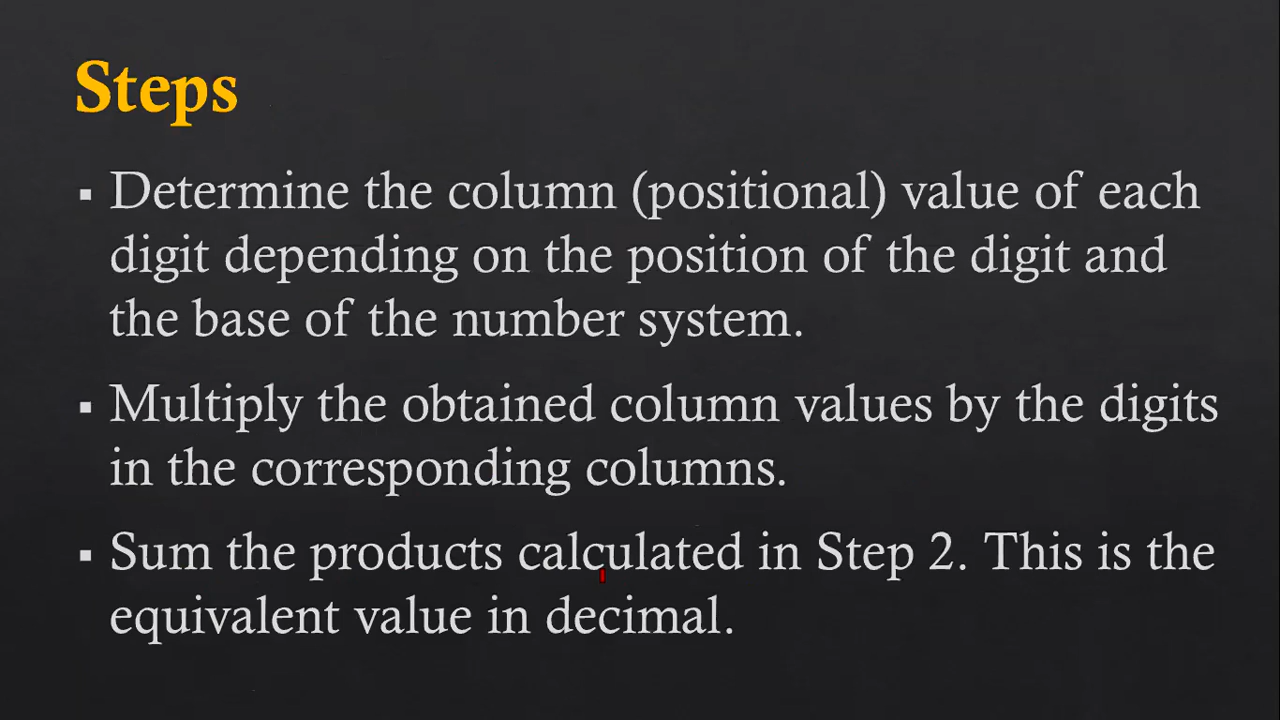 Steps
▪ Determine the column (positional) value of each
digit depending on the position of the digit and
the base of the number system.
▪ Multiply the obtained column values by the digits
in the corresponding columns.
▪ Sum the products calculated in Step 2. This is the
equivalent value in decimal.